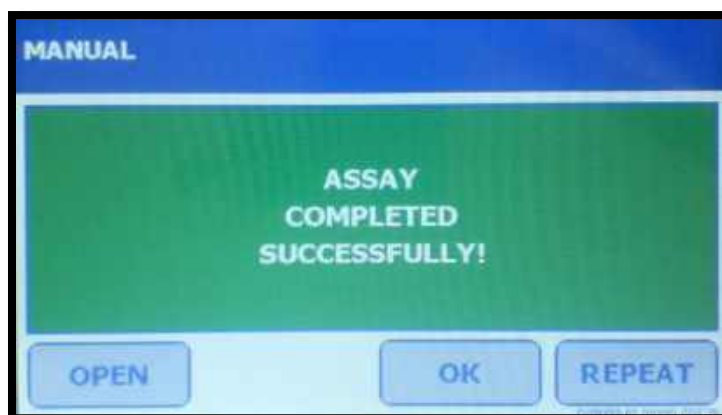 MANUAL
ASSAY
COMPLETED
SUCCESSFULLY!
OPEN
OK
REPEAT